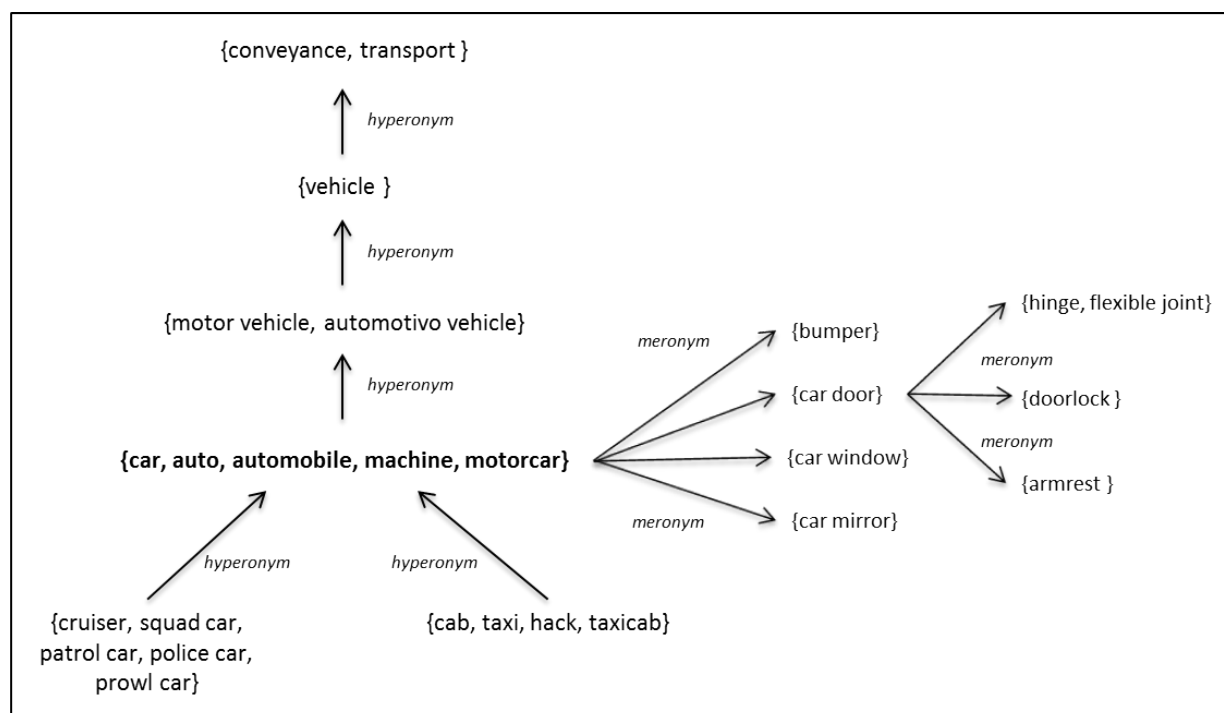 {conveyance, transport }
hyperonym
{vehicle }
hyperonym
{motor vehicle, automotivo vehicle}
hyperonym
{car, auto, automobile, machine, motorcar}
hyperonym
hyperonym
{cruiser, squad car,
patrol car, police car,
prowl car}
{cab, taxi, hack, taxicab}
meronym
meronym
{bumper}
{car door}
{car window}
{car mirror}
meronym
meronym
{hinge, flexible joint}
{doorlock }
{armrest }